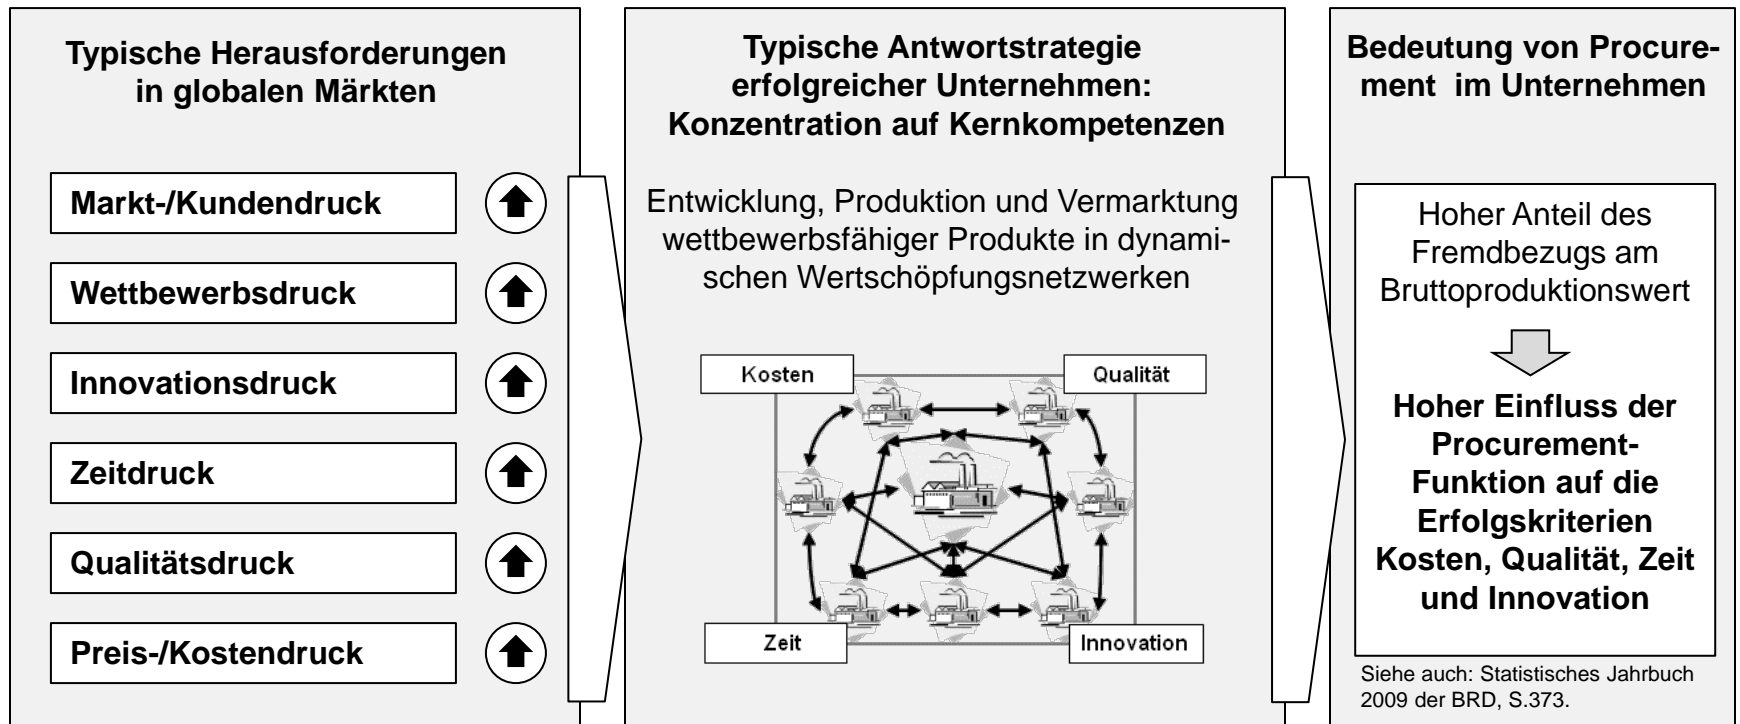 Typische Herausforderungen
in globalen Märkten
Markt-/Kundendruck
Wettbewerbsdruck
Innovationsdruck
Zeitdruck
Qualitätsdruck
Preis-/Kostendruck
Typische Antwortstrategie
erfolgreicher Unternehmen:
Konzentration auf Kernkompetenzen
Entwicklung, Produktion und Vermarktung
wettbewerbsfähiger Produkte in dynami-
schen Wertschöpfungsnetzwerken
Kosten
Qualität
Zeit
Innovation
Bedeutung von Procure-
ment im Unternehmen
Hoher Anteil des
Fremdbezugs am
Bruttoproduktionswert
Hoher Einfluss der
Procurement-
Funktion auf die
Erfolgskriterien
Kosten, Qualität, Zeit
und Innovation
Siehe auch: Statistisches Jahrbuch
2009 der BRD, S.373.